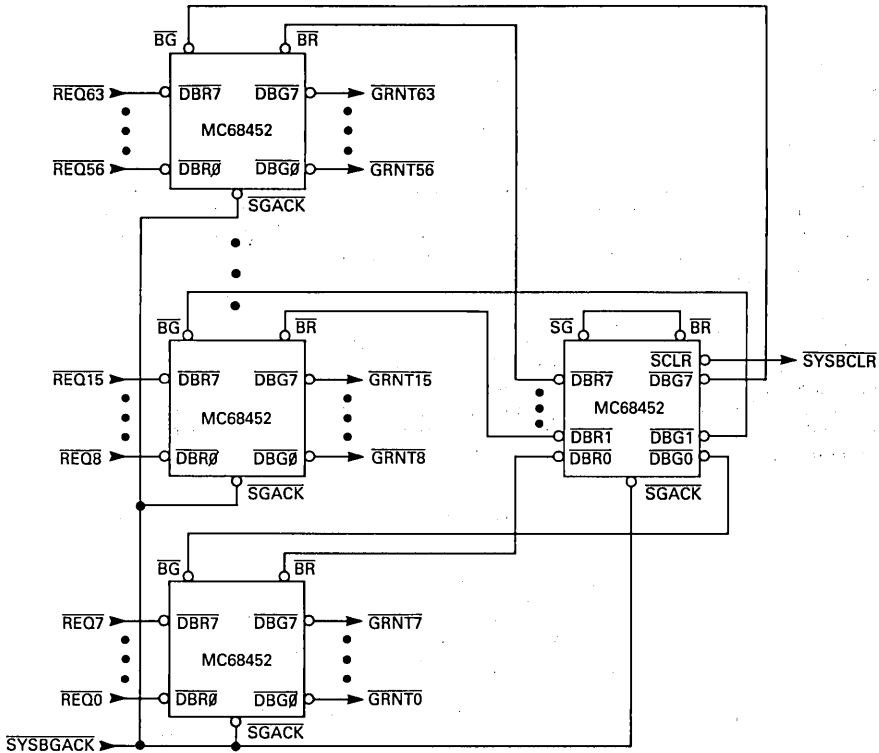 BG BR
REQ63 DBR7 DBG7 GRNT63
MC68452
REQ56 DBRØ DBGØ GRNT56
SGACK
BG BR SG BR
SCLR SYSBCLR
REQ15 DBR7 DBG7 GRNT15 DBR7 DBG7
MC68452 MC68452
DBR1 DBG1
REQ8 DBRØ DBGØ GRNT8 DBR0 DBG0
SGACK SGACK
BG BR
REQ7 DBR7 DBG7 GRNT7
MC68452
REQ0 DBRØ DBGØ GRNT0
SGACK
SYSBGACK